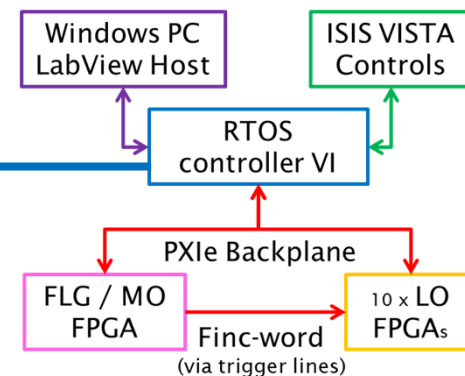 Windows PC
LabView Host
ISIS VISTA
Controls
RTOS
controller VI
PXIe Backplane
FLG / MO
FPGA
10 x LO
FPGAs
Finc-word
(via trigger lines)